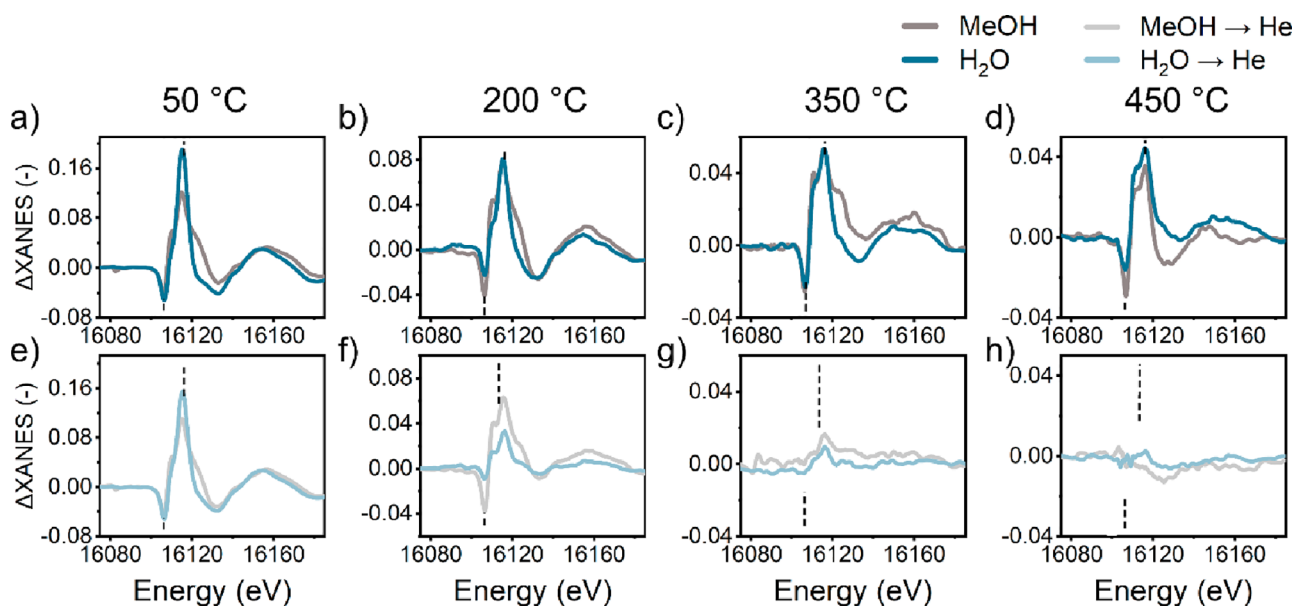 MeOH MeOH → He
H₂O H₂O → He
50 °C 200 °C 350 °C 450 °C
a) b) c) d)
ΔXANES (-)
0.16
0.08
0.00
-0.08
0.08
0.04
0.00
-0.04
0.04
0.00
-0.04
0.04
0.00
-0.04
16080 16120 16160 16080 16120 16160 16080 16120 16160 16080 16120 16160
e) f) g) h)
ΔXANES (-)
0.16
0.08
0.00
-0.08
0.08
0.04
0.00
-0.04
0.04
0.00
-0.04
0.04
0.00
-0.04
16080 16120 16160 16080 16120 16160 16080 16120 16160 16080 16120 16160
Energy (eV) Energy (eV) Energy (eV) Energy (eV)